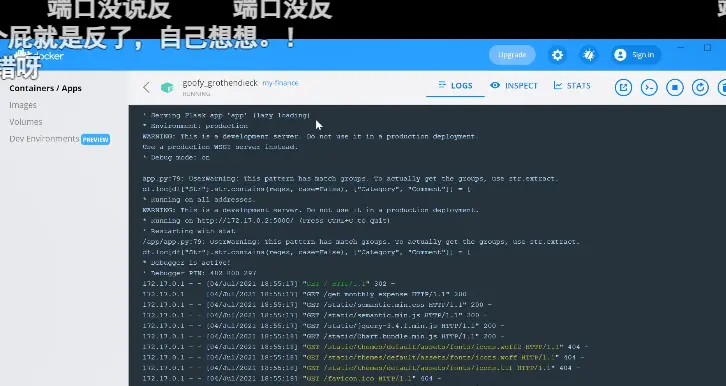 端口没说反 端口没反
个屁就是反了，自己想想。！
错呀
docker
Upgrade
Sign in
Containers / Apps
Images
Volumes
Dev Environments PREVIEW
goofy_grothendieck my-finance
RUNNING
LOGS INSPECT STATS
* Serving Flask app 'app' (lazy loading)
* Environment: production
WARNING: This is a development server. Do not use it in a production deployment.
Use a production WSGI server instead.
* Debug mode: on
app.py:79: UserWarning: This pattern has match groups. To actually get the groups, use str.extract.
df.loc[df["Str"].str.contains(regex, case=False), ["Category", "Comment"]] = [
* Running on all addresses.
WARNING: This is a development server. Do not use it in a production deployment.
* Running on http://172.17.0.2:5000/ (Press CTRL+C to quit)
* Restarting with stat
/app/app.py:79: UserWarning: This pattern has match groups. To actually get the groups, use str.extract.
df.loc[df["Str"].str.contains(regex, case=False), ["Category", "Comment"]] = [
* Debugger is active!
* Debugger PIN:
172.17.0.1 - - [04/Jul/2021 18:55:17] "GET / HTTP/1.1" 302 -
172.17.0.1 - - [04/Jul/2021 18:55:17] "GET /get_monthly_expense HTTP/1.1" 200 -
172.17.0.1 - - [04/Jul/2021 18:55:17] "GET /static/semantic.min.css HTTP/1.1" 200 -
172.17.0.1 - - [04/Jul/2021 18:55:17] "GET /static/semantic.min.js HTTP/1.1" 200 -
172.17.0.1 - - [04/Jul/2021 18:55:17] "GET /static/jquery-3.4.1.min.js HTTP/1.1" 200 -
172.17.0.1 - - [04/Jul/2021 18:55:17] "GET /static/Chart.bundle.min.js HTTP/1.1" 200 -
172.17.0.1 - - [04/Jul/2021 18:55:18] "GET /static/themes/default/assets/fonts/icons.woff2 HTTP/1.1" 404 -
172.17.0.1 - - [04/Jul/2021 18:55:18] "GET /static/themes/default/assets/fonts/icons.woff HTTP/1.1" 404 -
172.17.0.1 - - [04/Jul/2021 18:55:18] "GET /static/themes/default/assets/fonts/icons.ttf HTTP/1.1" 404 -
172.17.0.1 - - [04/Jul/2021 18:55:18] "GET /favicon.ico HTTP/1.1" 404 -